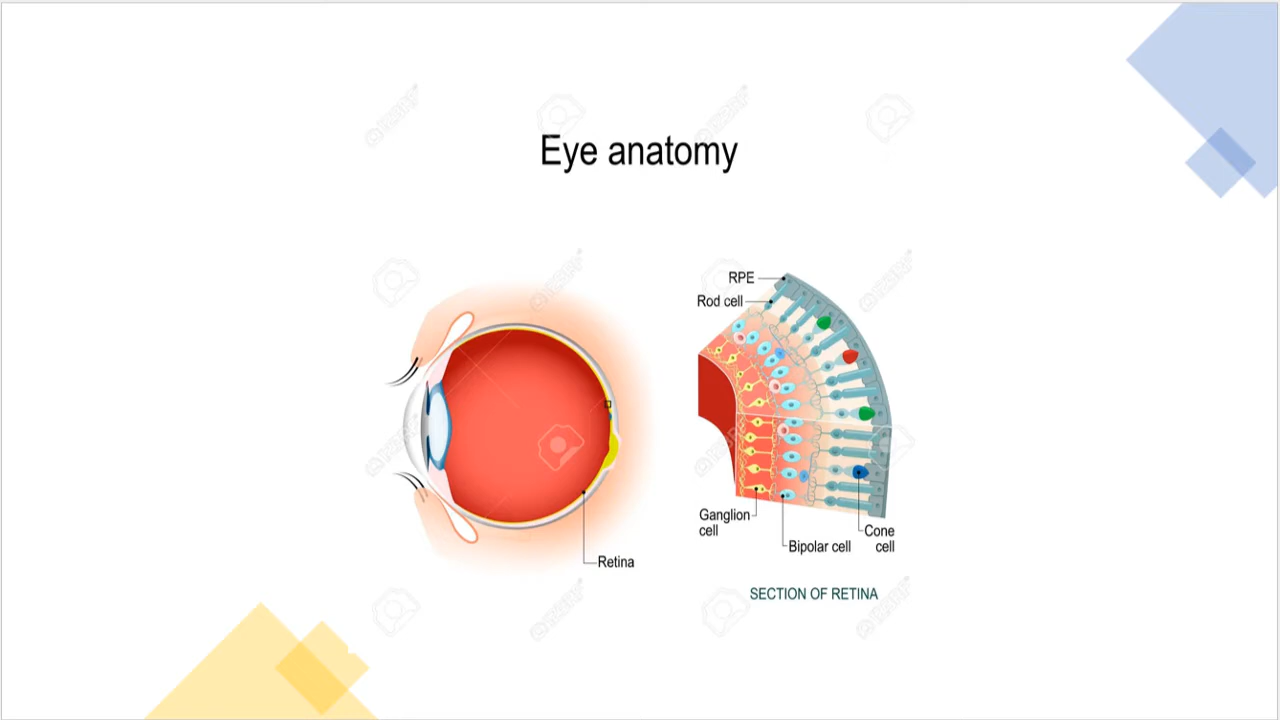 Eye anatomy
RPE
Rod cell
Retina
Ganglion
cell
Bipolar cell
Cone
cell
SECTION OF RETINA